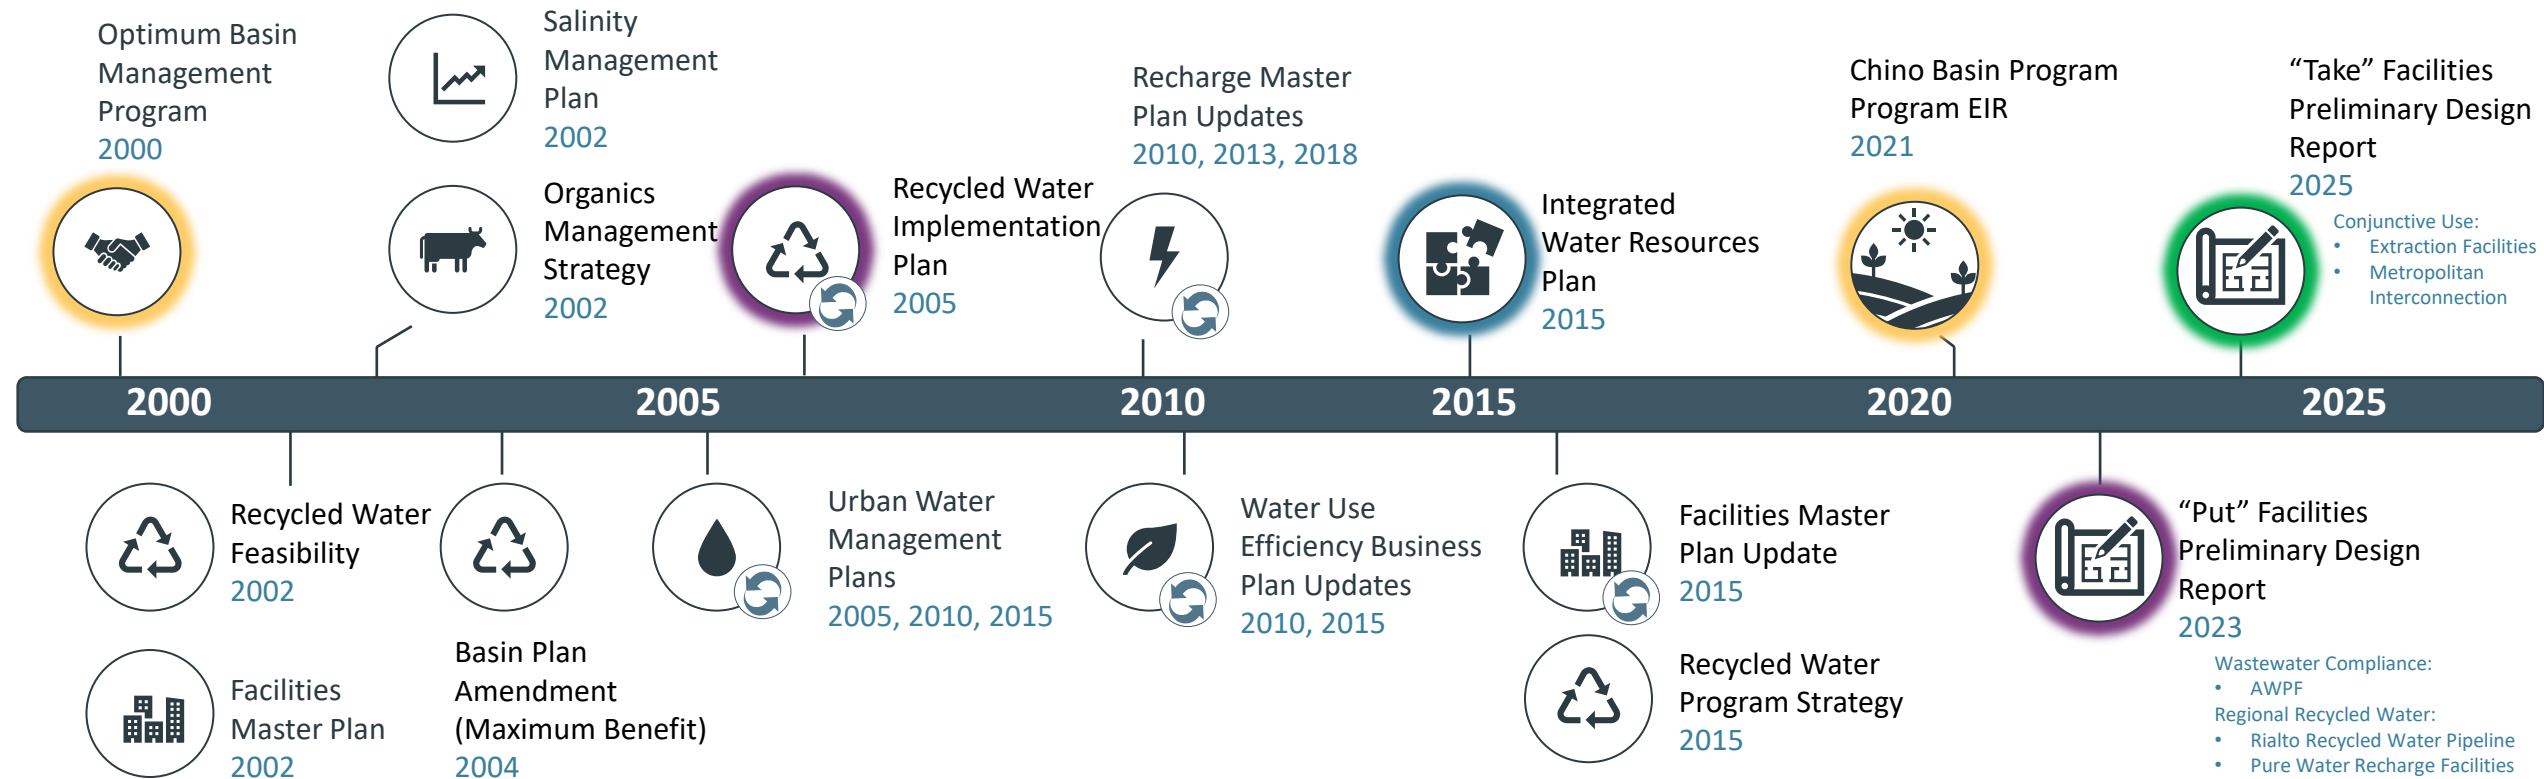 Optimum Basin
Management
Program
2000
Salinity
Management
Plan
2002
Organics
Management
Strategy
2002
Recycled Water
Implementation
Plan
2005
Recharge Master
Plan Updates
2010, 2013, 2018
Integrated
Water Resources
Plan
2015
Chino Basin Program
Program EIR
2021
“Take” Facilities
Preliminary Design
Report
2025
Conjunctive Use:
• Extraction Facilities
• Metropolitan
Interconnection
2000
2005
2010
2015
2020
2025
Recycled Water
Feasibility
2002
Facilities
Master Plan
2002
Basin Plan
Amendment
(Maximum Benefit)
2004
Urban Water
Management
Plans
2005, 2010, 2015
Water Use
Efficiency Business
Plan Updates
2010, 2015
Facilities Master
Plan Update
2015
Recycled Water
Program Strategy
2015
“Put” Facilities
Preliminary Design
Report
2023
Wastewater Compliance:
• AWPF
Regional Recycled Water:
• Rialto Recycled Water Pipeline
• Pure Water Recharge Facilities